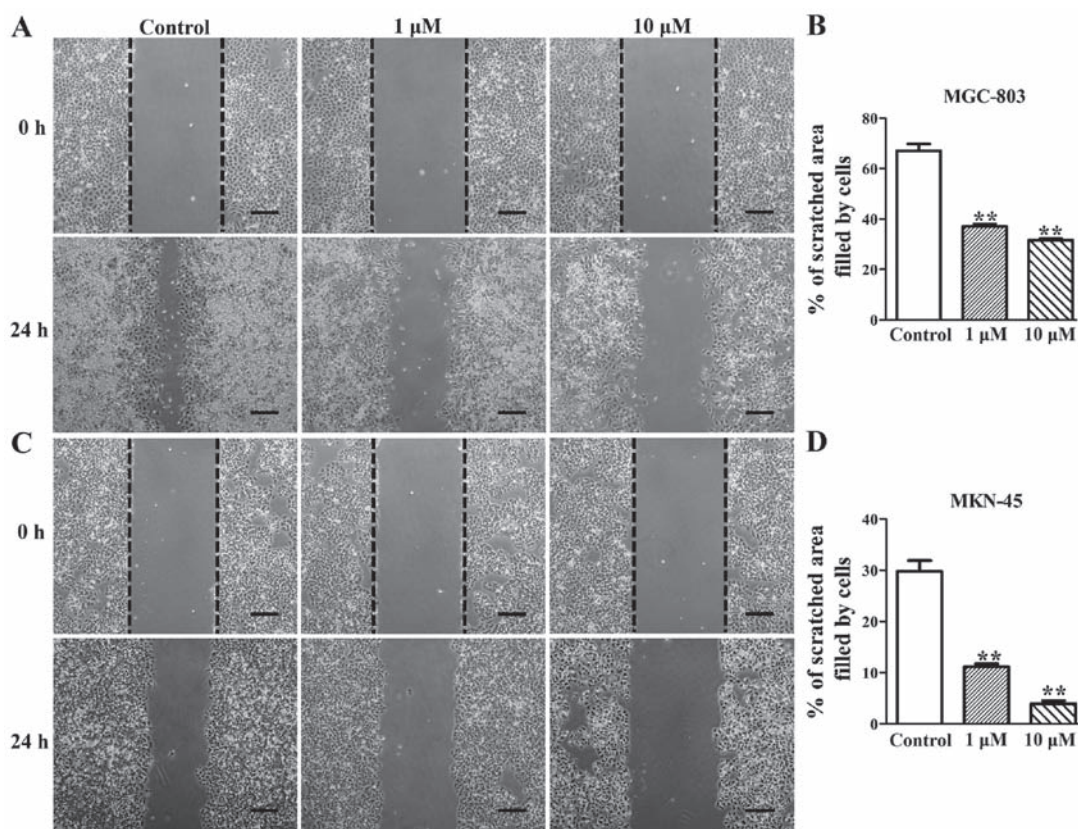 A
Control
1 μM
10 μM
0 h
24 h
B
MGC-803
% of scratched area
filled by cells
80
60
40
20
0
**
**
Control
1 μM
10 μM
C
0 h
24 h
D
MKN-45
% of scratched area
filled by cells
40
30
20
10
0
**
**
Control
1 μM
10 μM